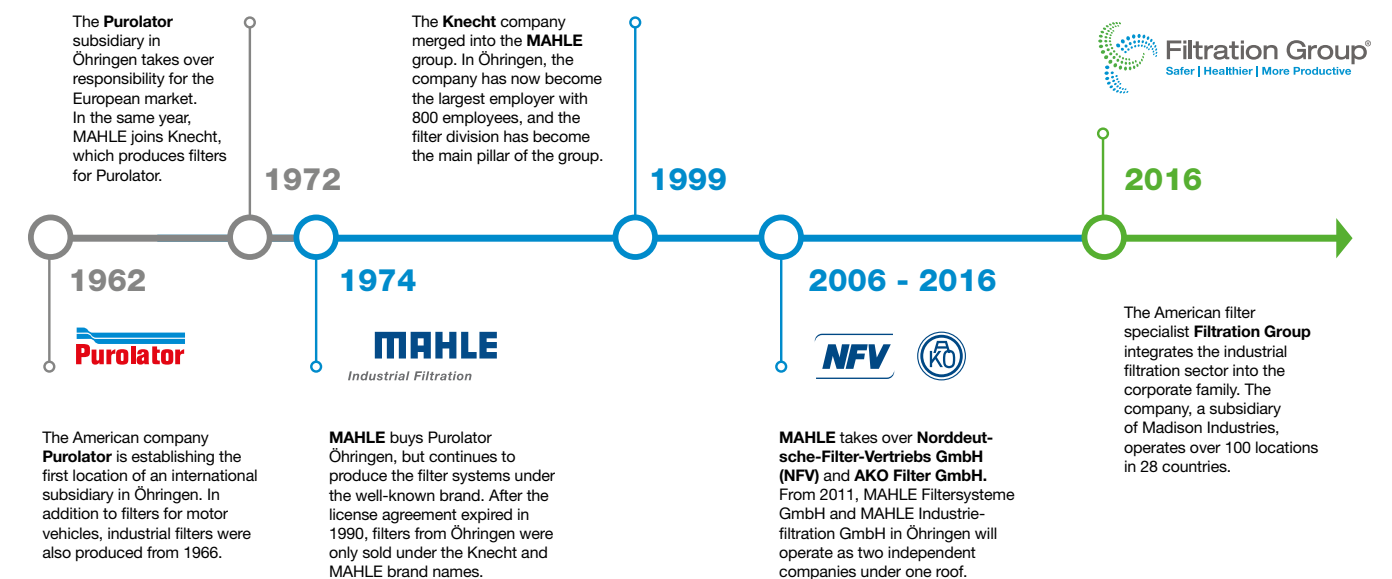 The Purolator
subsidiary in
Öhringen takes over
responsibility for the
European market.
In the same year,
MAHLE joins Knecht,
which produces filters
for Purolator.
1972
The Knecht company
merged into the MAHLE
group. In Öhringen, the
company has now become
the largest employer with
800 employees, and the
filter division has become
the main pillar of the group.
1999
Filtration Group®
Safer | Healthier | More Productive
2016
1962
Purolator
The American company
Purolator is establishing the
first location of an international
subsidiary in Öhringen. In
addition to filters for motor
vehicles, industrial filters were
also produced from 1966.
1974
MAHLE
Industrial Filtration
MAHLE buys Purolator
Öhringen, but continues to
produce the filter systems under
the well-known brand. After the
license agreement expired in
1990, filters from Öhringen were
only sold under the Knecht and
MAHLE brand names.
2006 - 2016
NFV
AKO
MAHLE takes over Norddeut-
sche-Filter-Vertriebs GmbH
(NFV) and AKO Filter GmbH.
From 2011, MAHLE Filtersysteme
GmbH and MAHLE Industrie-
filtration GmbH in Öhringen will
operate as two independent
companies under one roof.
The American filter
specialist Filtration Group
integrates the industrial
filtration sector into the
corporate family. The
company, a subsidiary
of Madison Industries,
operates over 100 locations
in 28 countries.